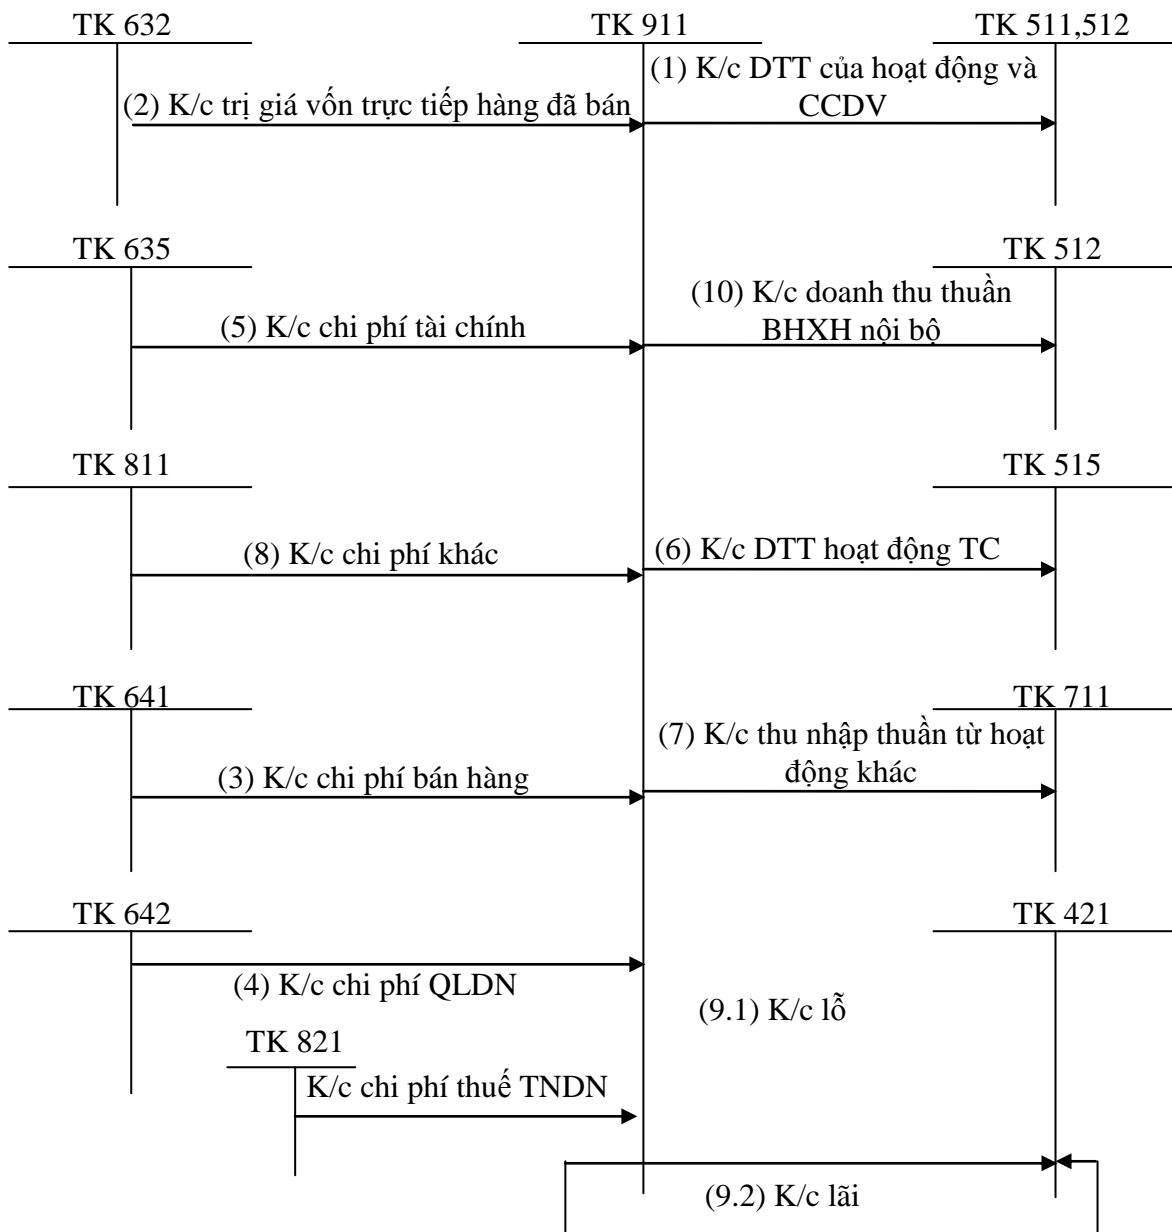 TK 632
TK 911
TK 511,512
(1) K/c DTT của hoạt động và
CCDV
(2) K/c trị giá vốn trực tiếp hàng đã bán
TK 635
TK 512
(10) K/c doanh thu thuần
BHXH nội bộ
(5) K/c chi phí tài chính
TK 811
TK 515
(8) K/c chi phí khác
(6) K/c DTT hoạt động TC
TK 641
TK 711
(7) K/c thu nhập thuần từ hoạt
động khác
(3) K/c chi phí bán hàng
TK 642
TK 421
(4) K/c chi phí QLDN
(9.1) K/c lỗ
TK 821
K/c chi phí thuế TNDN
(9.2) K/c lãi